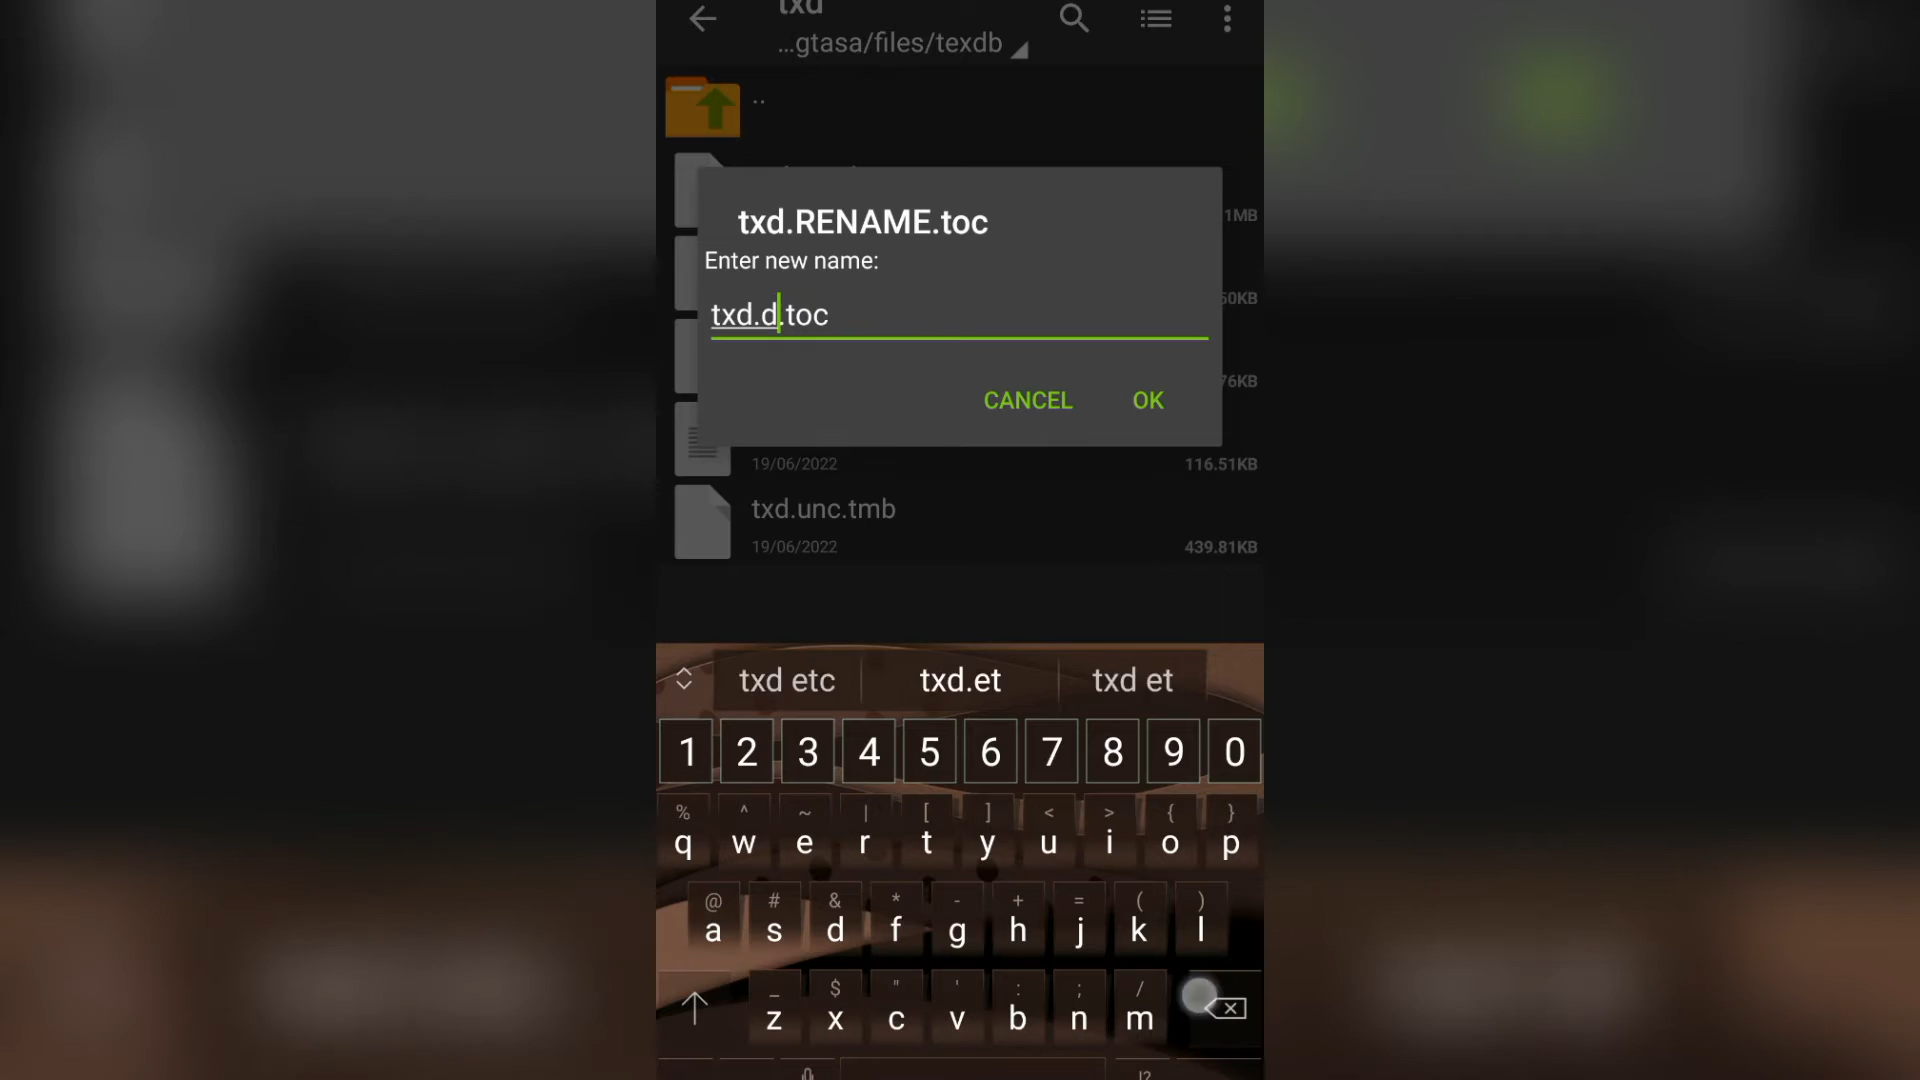 txd
...gtasa/files/texdb
..
1MB
txd.RENAME.toc
Enter new name:
txd.d.toc
50KB
76KB
CANCEL OK
19/06/2022 116.51KB
txd.unc.tmb
19/06/2022 439.81KB
txd etc txd.et txd et
1 2 3 4 5 6 7 8 9 0
% ^ ~ | [ ] < > { }
q w e r t y u i o p
@ # & * - + = ( )
a s d f g h j k l
_ $ " ' : ; /
z x c v b n m
!?